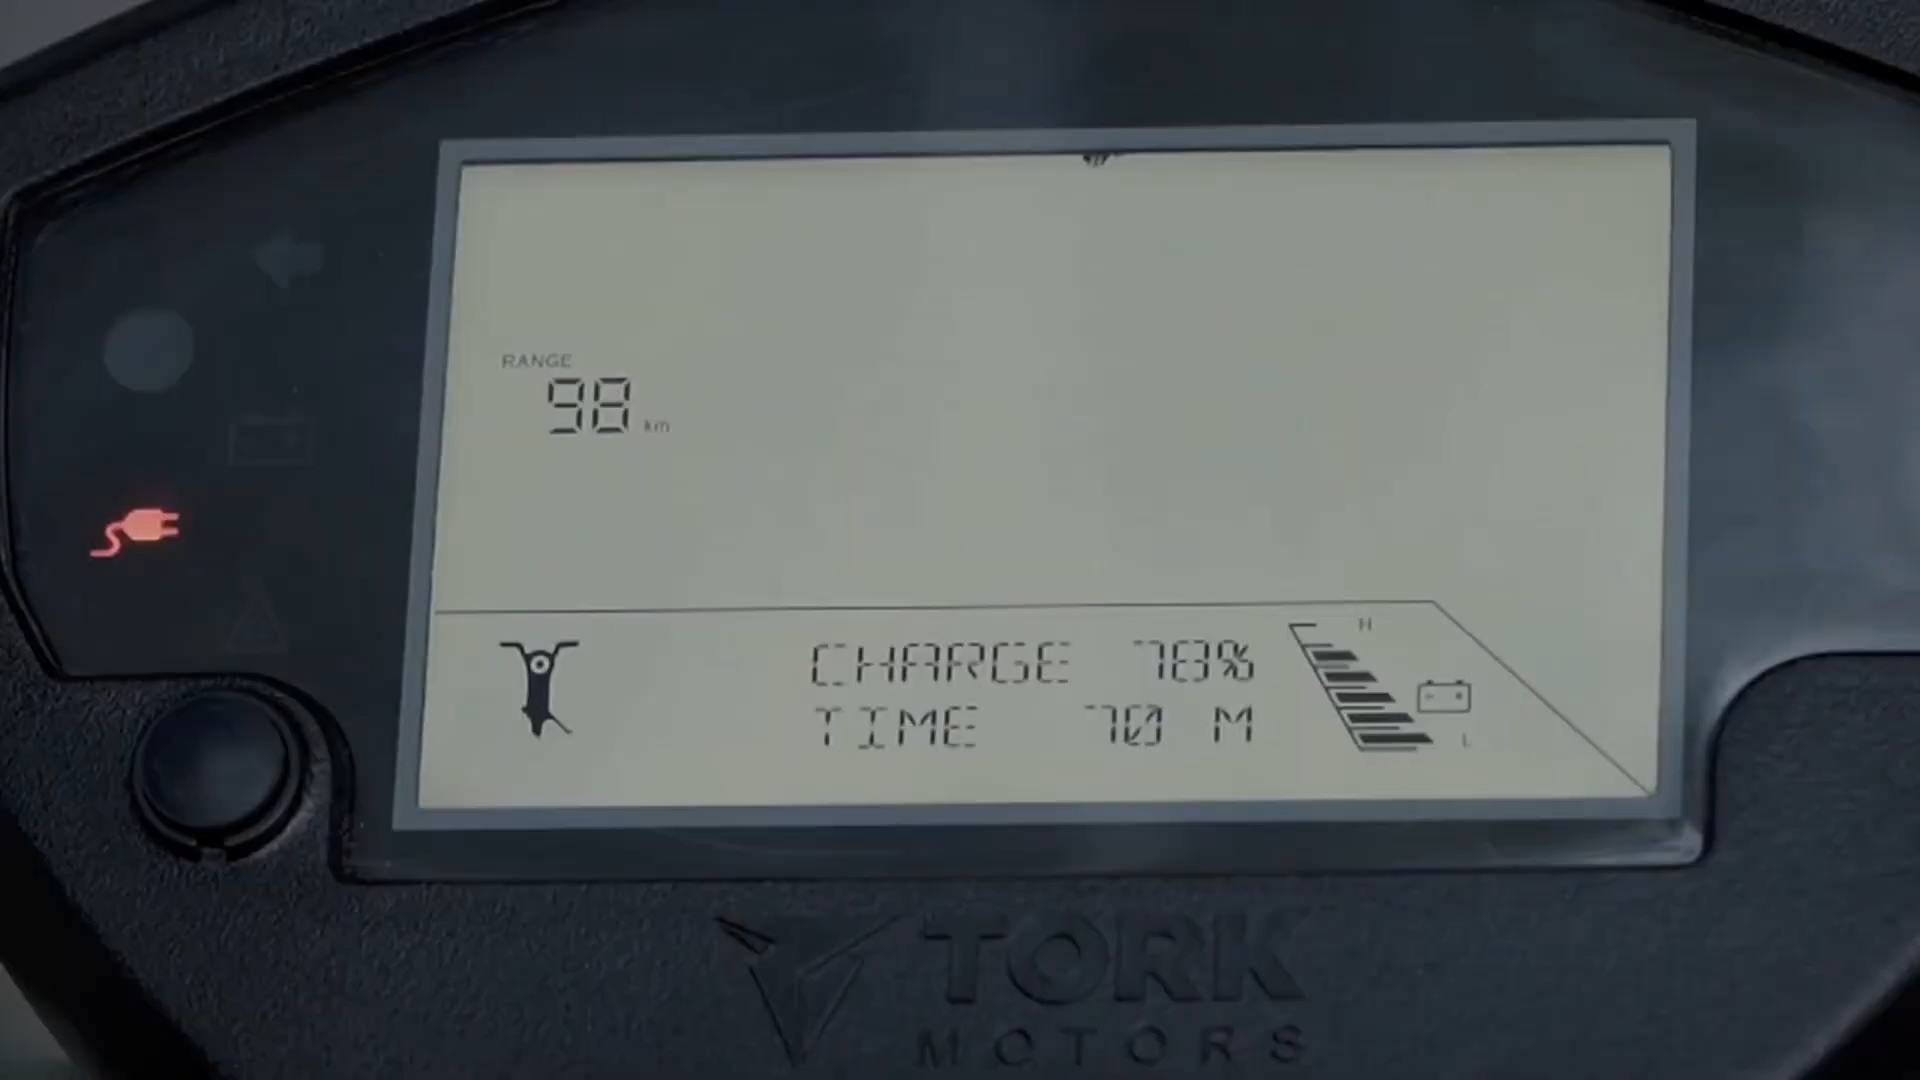 RANGE
98 km
CHARGE 78%
TIME 70 M
H
L
TORK
MOTORS